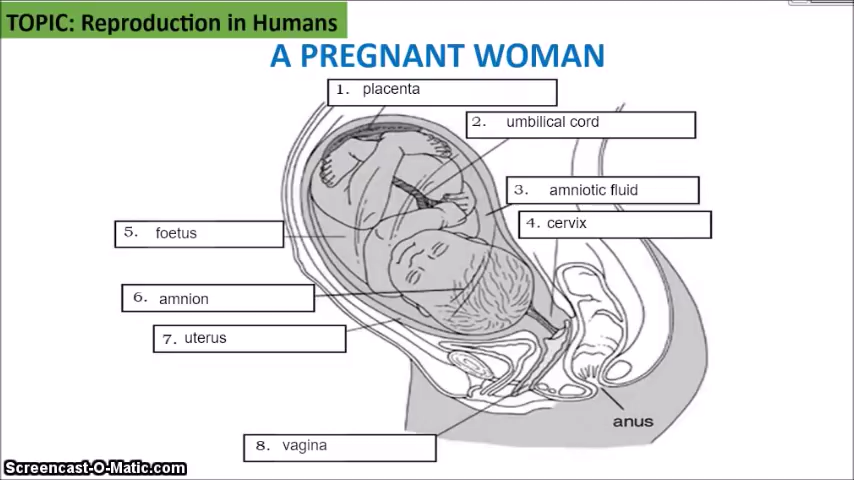 TOPIC: Reproduction in Humans
A PREGNANT WOMAN
1. placenta
2. umbilical cord
3. amniotic fluid
4. cervix
5. foetus
6. amnion
7. uterus
anus
8. vagina
Screencast-O-Matic.com